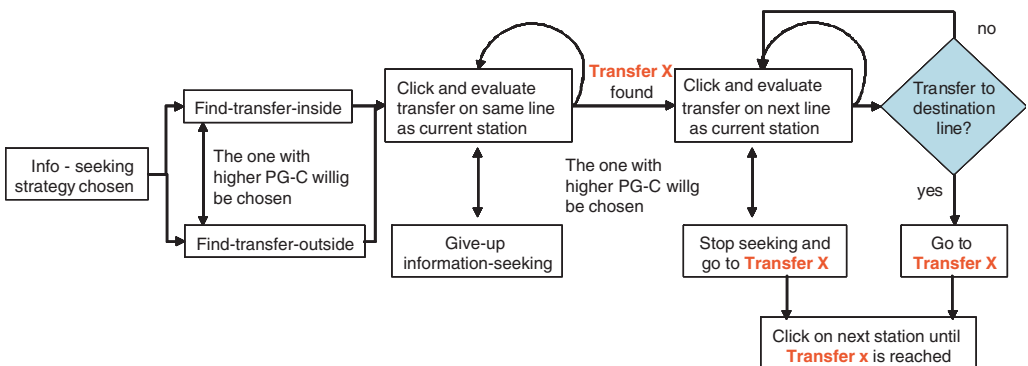 Info - seeking
strategy chosen
Find-transfer-inside
The one with
higher PG-C willig
be chosen
Find-transfer-outside
Click and evaluate
transfer on same line
as current station
Give-up
information-seeking
Transfer X
found
The one with
higher PG-C willg
be chosen
Click and evaluate
transfer on next line
as current station
Stop seeking and
go to Transfer X
no
Transfer to
destination
line?
yes
Go to
Transfer X
Click on next station until
Transfer x is reached